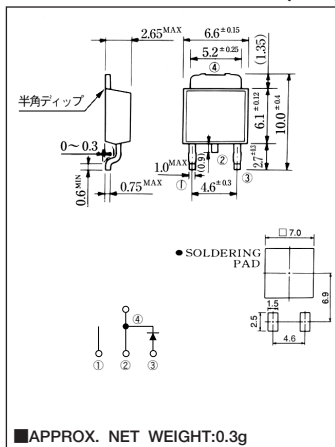 2.65MAX
6.6±0.15
5.2±0.25
④
(1.35)
半角ディップ
6.1±0.12
10.0±0.4
0～0.3
0.6MIN
0.75MAX
1.0MAX
(0.9)
②
2.7
①
4.6±0.3
③
●SOLDERING
PAD
□7.0
6.9
1.5
2.5
4.6
④
①
②
③
■APPROX. NET WEIGHT:0.3g